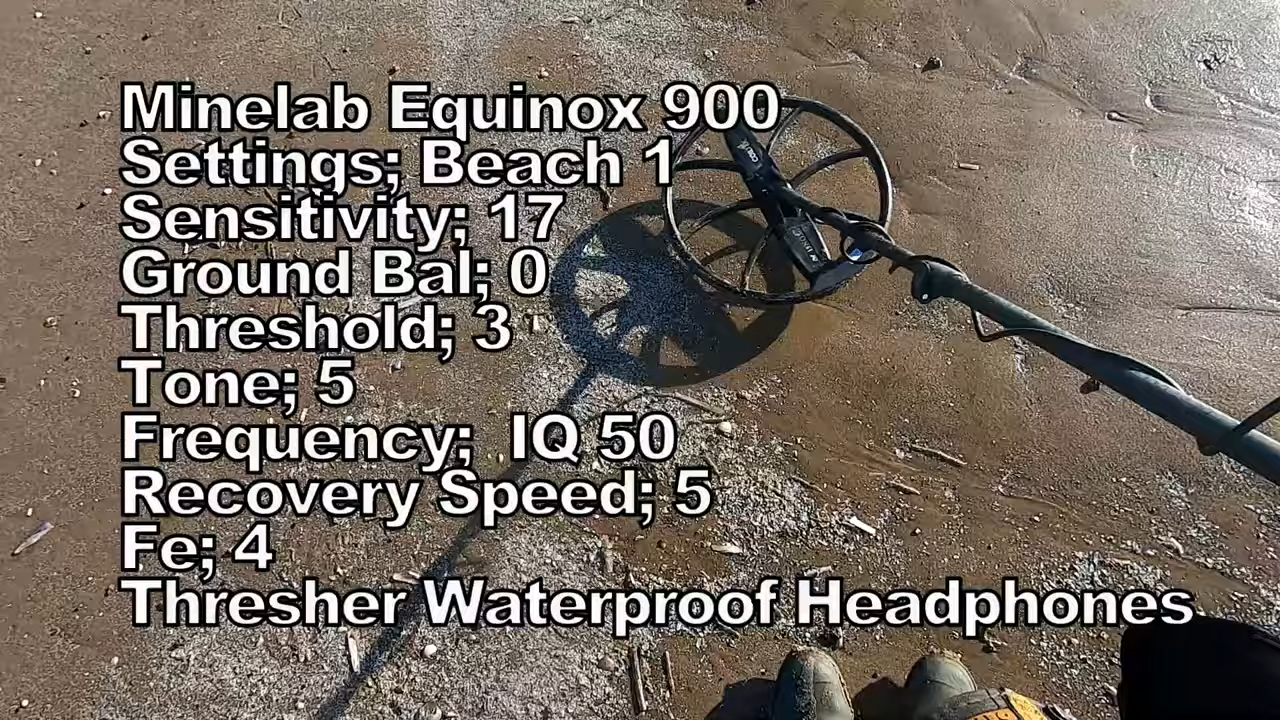 Minelab Equinox 900
Settings; Beach 1
Sensitivity; 17
Ground Bal; 0
Threshold; 3
Tone; 5
Frequency;  IQ 50
Recovery Speed; 5
Fe; 4
Thresher Waterproof Headphones